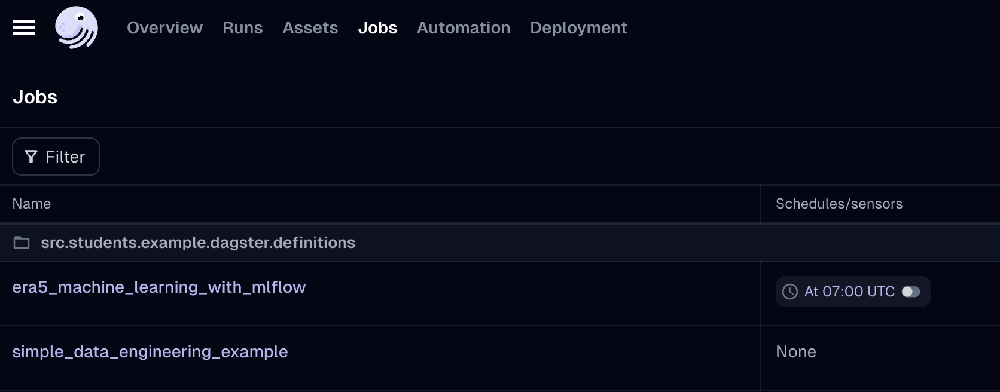 Overview Runs Assets Jobs Automation Deployment
Jobs
Filter
Name Schedules/sensors
src.students.example.dagster.definitions
era5_machine_learning_with_mlflow At 07:00 UTC
simple_data_engineering_example None